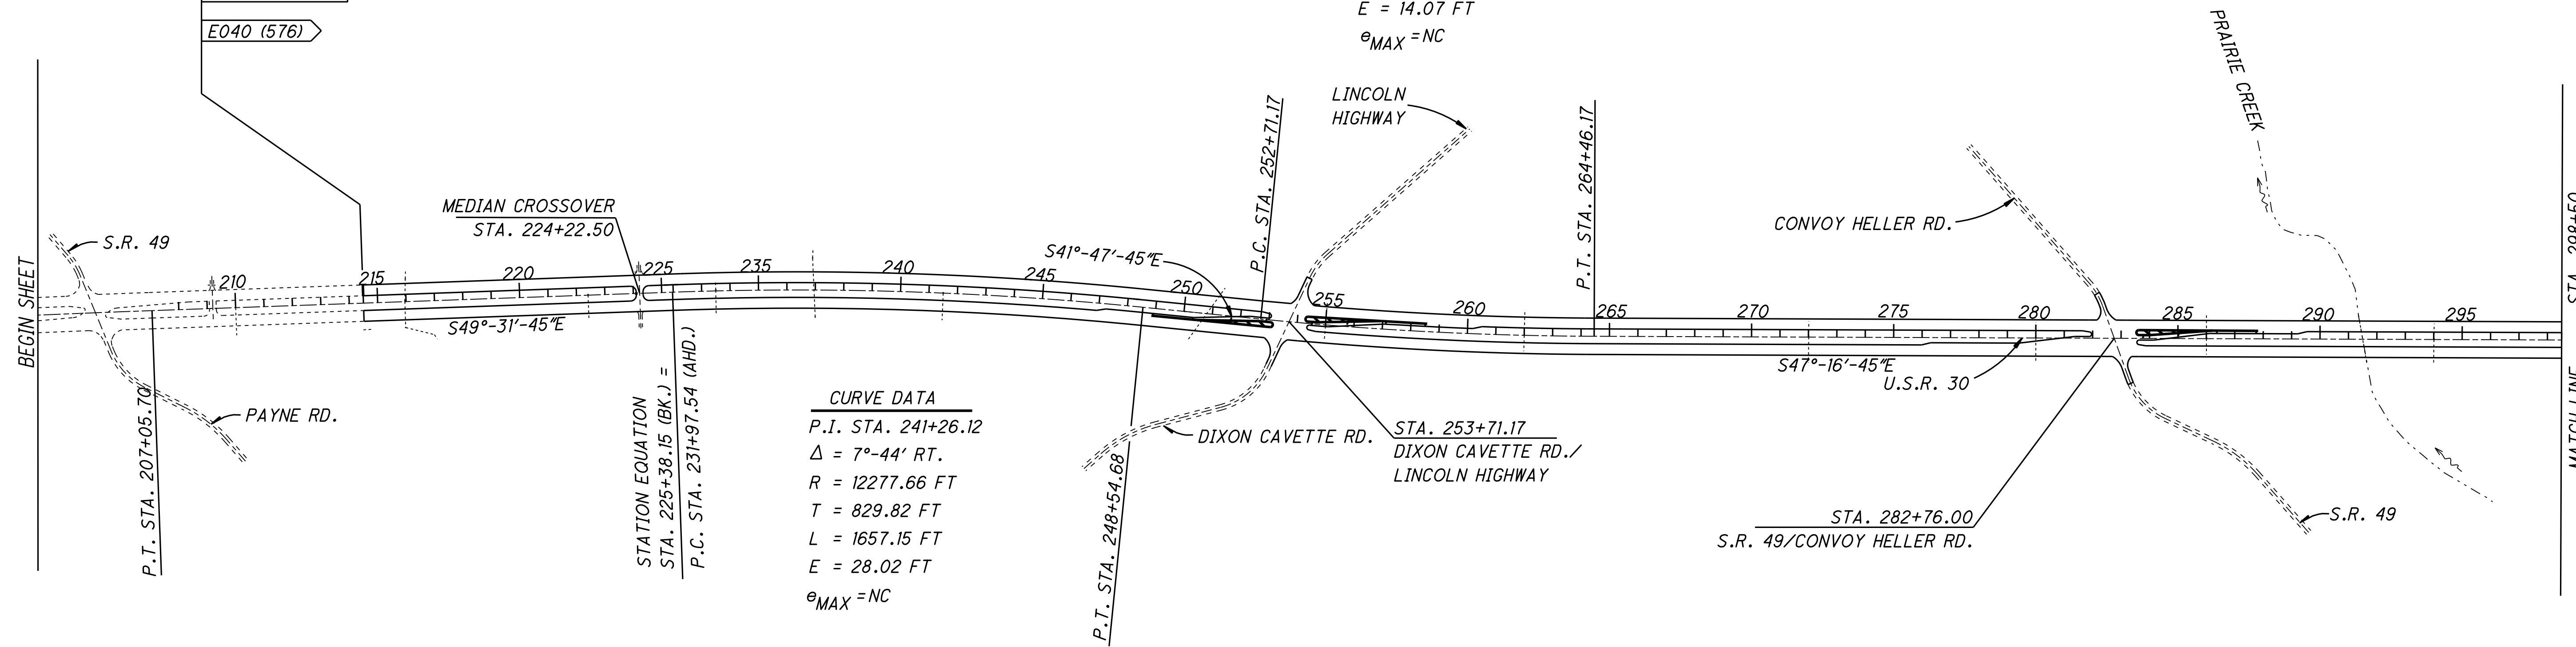 E040 (576)
E = 14.07 FT
eMAX = NC
PRAIRIE CREEK
LINCOLN
HIGHWAY
P.C. STA. 252+71.17
P.T. STA. 264+46.17
MEDIAN CROSSOVER
STA. 224+22.50
CONVOY HELLER RD.
S.R. 49
S41°-47'-45"E
BEGIN SHEET
210
215
220
225
235
240
245
250
255
260
265
270
275
280
285
290
295
S49°-31'-45"E
S47°-16'-45"E
U.S.R. 30
PAYNE RD.
P.T. STA. 207+05.70
STATION EQUATION
STA. 225+38.15 (BK.) =
P.C. STA. 231+97.54 (AHD.)
CURVE DATA
P.I. STA. 241+26.12
Δ = 7°-44' RT.
R = 12277.66 FT
T = 829.82 FT
L = 1657.15 FT
E = 28.02 FT
eMAX = NC
P.T. STA. 248+54.68
DIXON CAVETTE RD.
STA. 253+71.17
DIXON CAVETTE RD./
LINCOLN HIGHWAY
STA. 282+76.00
S.R. 49/CONVOY HELLER RD.
S.R. 49
MATCH LINE STA. 298+50